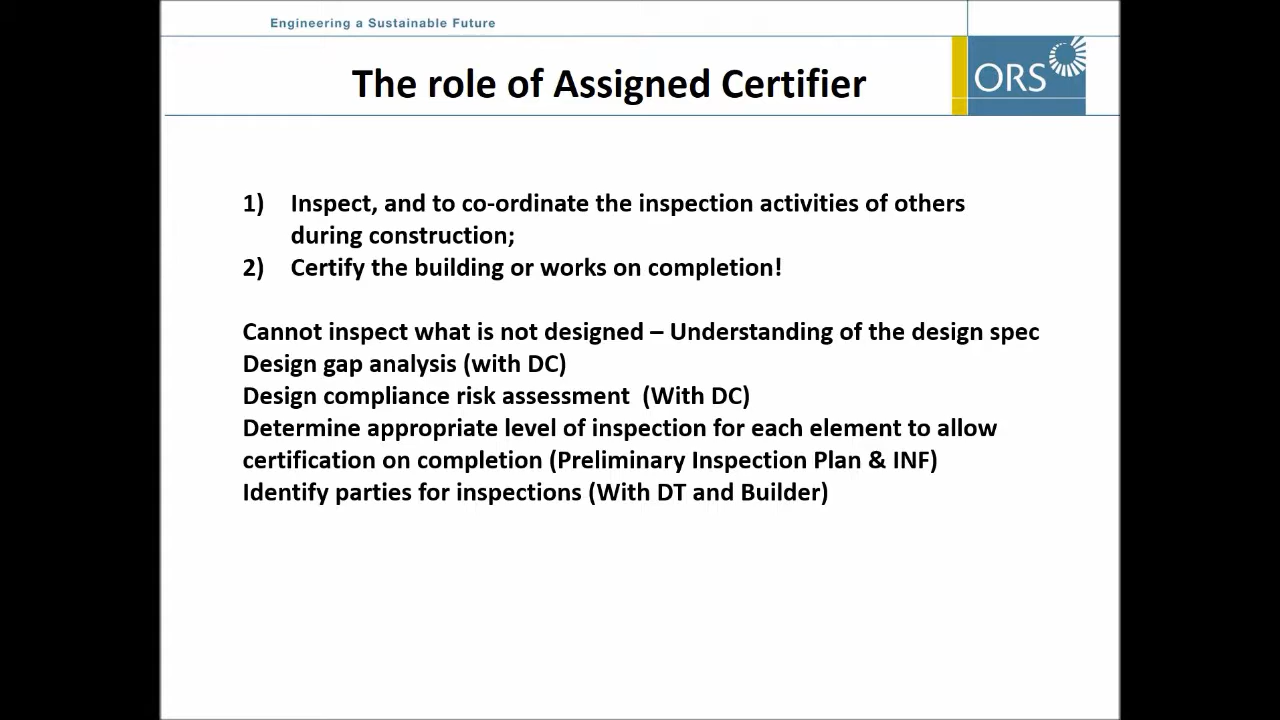 Engineering a Sustainable Future
The role of Assigned Certifier
ORS
1) Inspect, and to co-ordinate the inspection activities of others
during construction;
2) Certify the building or works on completion!
Cannot inspect what is not designed – Understanding of the design spec
Design gap analysis (with DC)
Design compliance risk assessment  (With DC)
Determine appropriate level of inspection for each element to allow
certification on completion (Preliminary Inspection Plan & INF)
Identify parties for inspections (With DT and Builder)